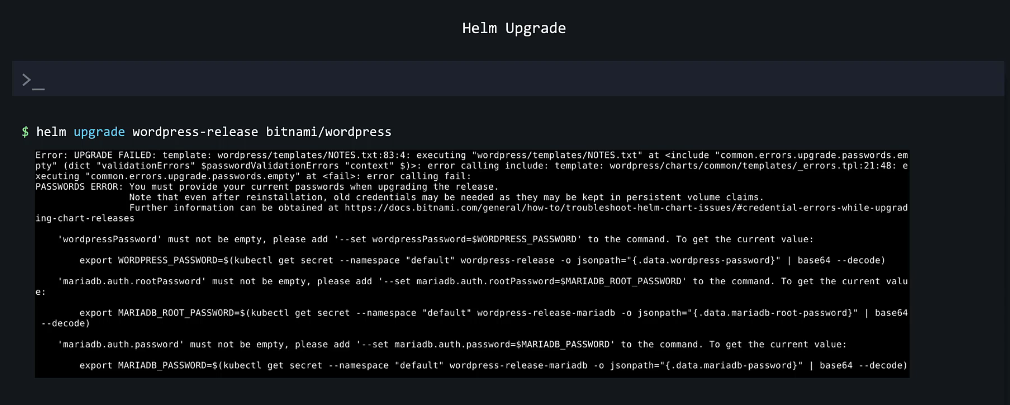 Helm Upgrade
>_
$ helm upgrade wordpress-release bitnami/wordpress
Error: UPGRADE FAILED: template: wordpress/templates/NOTES.txt:83:4: executing "wordpress/templates/NOTES.txt" at <include "common.errors.upgrade.passwords.em
pty" (dict "validationErrors" $passwordValidationErrors "context" $)>: error calling include: template: wordpress/charts/common/templates/_errors.tpl:21:48: e
xecuting "common.errors.upgrade.passwords.empty" at <fail>: error calling fail:
PASSWORDS ERROR: You must provide your current passwords when upgrading the release.
Note that even after reinstallation, old credentials may be needed as they may be kept in persistent volume claims.
Further information can be obtained at https://docs.bitnami.com/general/how-to/troubleshoot-helm-chart-issues/#credential-errors-while-upgrad
ing-chart-releases
'wordpressPassword' must not be empty, please add '--set wordpressPassword=$WORDPRESS_PASSWORD' to the command. To get the current value:
export WORDPRESS_PASSWORD=$(kubectl get secret --namespace "default" wordpress-release -o jsonpath="{.data.wordpress-password}" | base64 --decode)
'mariadb.auth.rootPassword' must not be empty, please add '--set mariadb.auth.rootPassword=$MARIADB_ROOT_PASSWORD' to the command. To get the current valu
e:
export MARIADB_ROOT_PASSWORD=$(kubectl get secret --namespace "default" wordpress-release-mariadb -o jsonpath="{.data.mariadb-root-password}" | base64
--decode)
'mariadb.auth.password' must not be empty, please add '--set mariadb.auth.password=$MARIADB_PASSWORD' to the command. To get the current value:
export MARIADB_PASSWORD=$(kubectl get secret --namespace "default" wordpress-release-mariadb -o jsonpath="{.data.mariadb-password}" | base64 --decode)